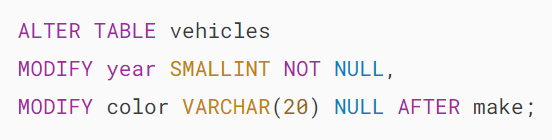 ALTER TABLE vehicles
MODIFY year SMALLINT NOT NULL,
MODIFY color VARCHAR(20) NULL AFTER make;